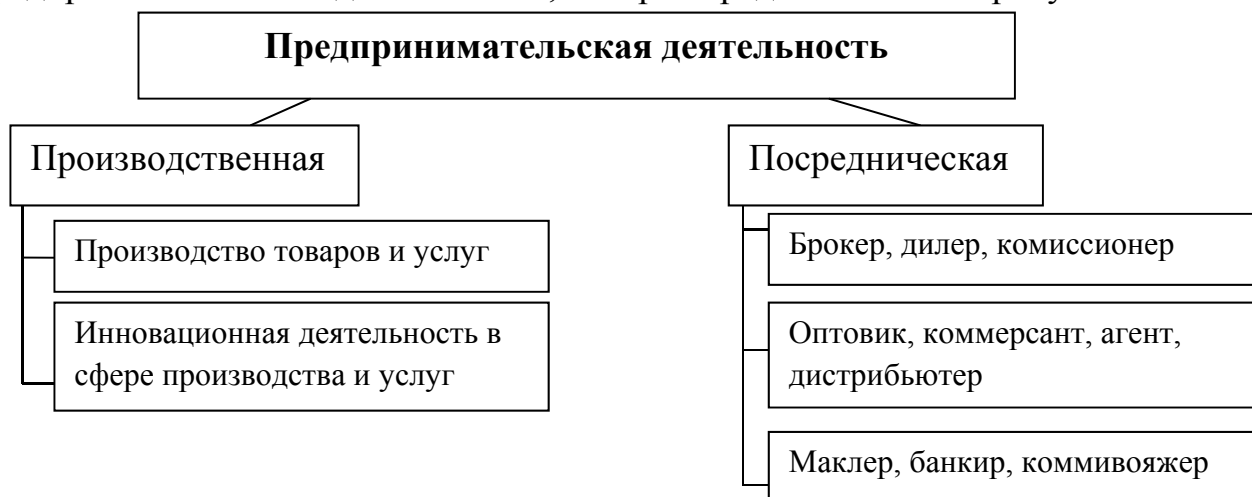 Предпринимательская деятельность
Производственная
Производство товаров и услуг
Инновационная деятельность в
сфере производства и услуг
Посредническая
Брокер, дилер, комиссионер
Оптовик, коммерсант, агент,
дистрибьютер
Маклер, банкир, коммивояжер